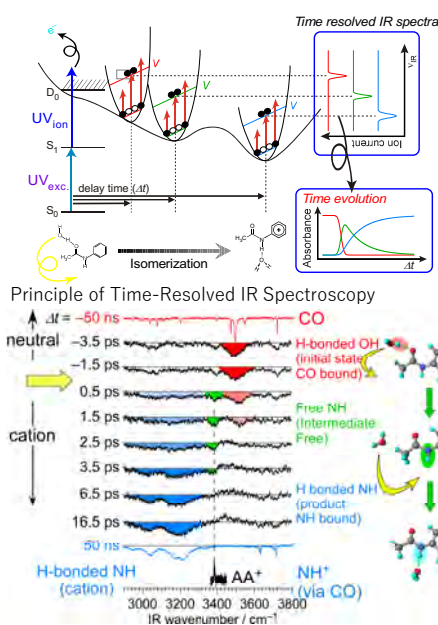 Time resolved IR spectra
e⁻
D₀
V
V
V
ν_IR
Ion current
UV_ion
S₁
UV_exc.
delay time (Δt)
S₀
Time evolution
Absorbance
Δt
Isomerization
Principle of Time-Resolved IR Spectroscopy
Δt = −50 ns
CO
neutral
−3.5 ps
H-bonded OH
(initial state
CO bound)
−1.5 ps
0.5 ps
Free NH
(Intermediate
Free)
1.5 ps
cation
2.5 ps
3.5 ps
H bonded NH
(product
NH bound)
6.5 ps
16.5 ps
50 ns
H-bonded NH
(cation)
AA⁺
NH⁺
(via CO)
3000
3200
3400
3600
3800
IR wavenumber / cm⁻¹